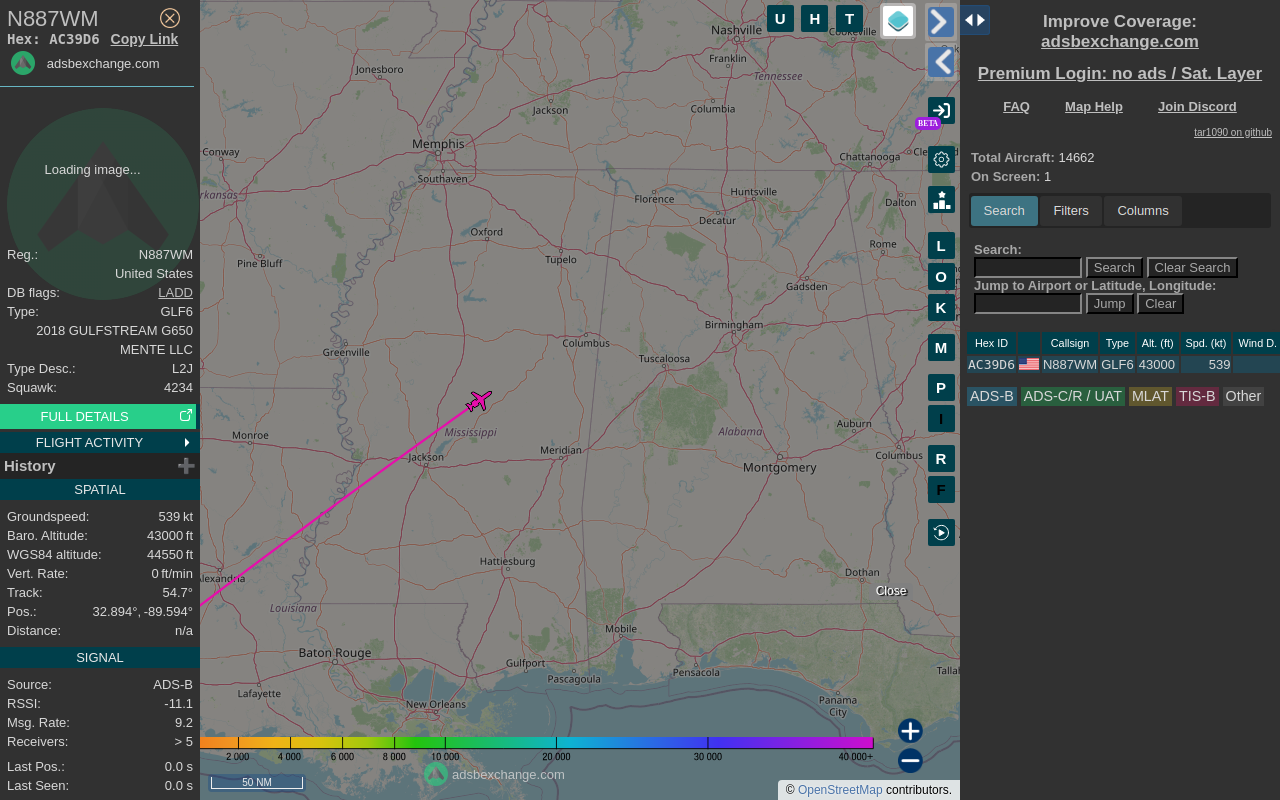 N887WM
Hex: AC39D6 Copy Link
adsbexchange.com
Loading image...
Reg.: N887WM
United States
DB flags: LADD
Type: GLF6
2018 GULFSTREAM G650
MENTE LLC
Type Desc.: L2J
Squawk: 4234
FULL DETAILS
FLIGHT ACTIVITY
History
SPATIAL
Groundspeed: 539 kt
Baro. Altitude: 43000 ft
WGS84 altitude: 44550 ft
Vert. Rate: 0 ft/min
Track: 54.7°
Pos.: 32.894°, -89.594°
Distance: n/a
SIGNAL
Source: ADS-B
RSSI: -11.1
Msg. Rate: 9.2
Receivers: > 5
Last Pos.: 0.0 s
Last Seen: 0.0 s
U H T
Nashville
Cookeville
Franklin
Tennessee
Jonesboro
Jackson
Columbia
BETA
Conway
Memphis
Chattanooga
Southaven
rkansas
Florence
Huntsville
Dalton
Decatur
Oxford
Rome
Pine Bluff
Tupelo
Gadsden
L
O
K
Birmingham
Greenville
Columbus
Tuscaloosa
M
P
I
Monroe
Mississippi
Alabama
Auburn
Jackson
Meridian
Montgomery
Columbus
R
F
Hattiesburg
Alexandria
Dothan
Close
Louisiana
Mobile
Baton Rouge
Gulfport
Pensacola
Pascagoula
Talla
Lafayette
New Orleans
Panama
City
2 000 4 000 6 000 8 000 10 000 20 000 30 000 40 000+
adsbexchange.com
50 NM
© OpenStreetMap contributors.
Improve Coverage:
adsbexchange.com
Premium Login: no ads / Sat. Layer
FAQ Map Help Join Discord
tar1090 on github
Total Aircraft: 14662
On Screen: 1
Search Filters Columns
Search:
Search Clear Search
Jump to Airport or Latitude, Longitude:
Jump Clear
Hex ID Callsign Type Alt. (ft) Spd. (kt) Wind D.
AC39D6 N887WM GLF6 43000 539
ADS-B ADS-C/R / UAT MLAT TIS-B Other